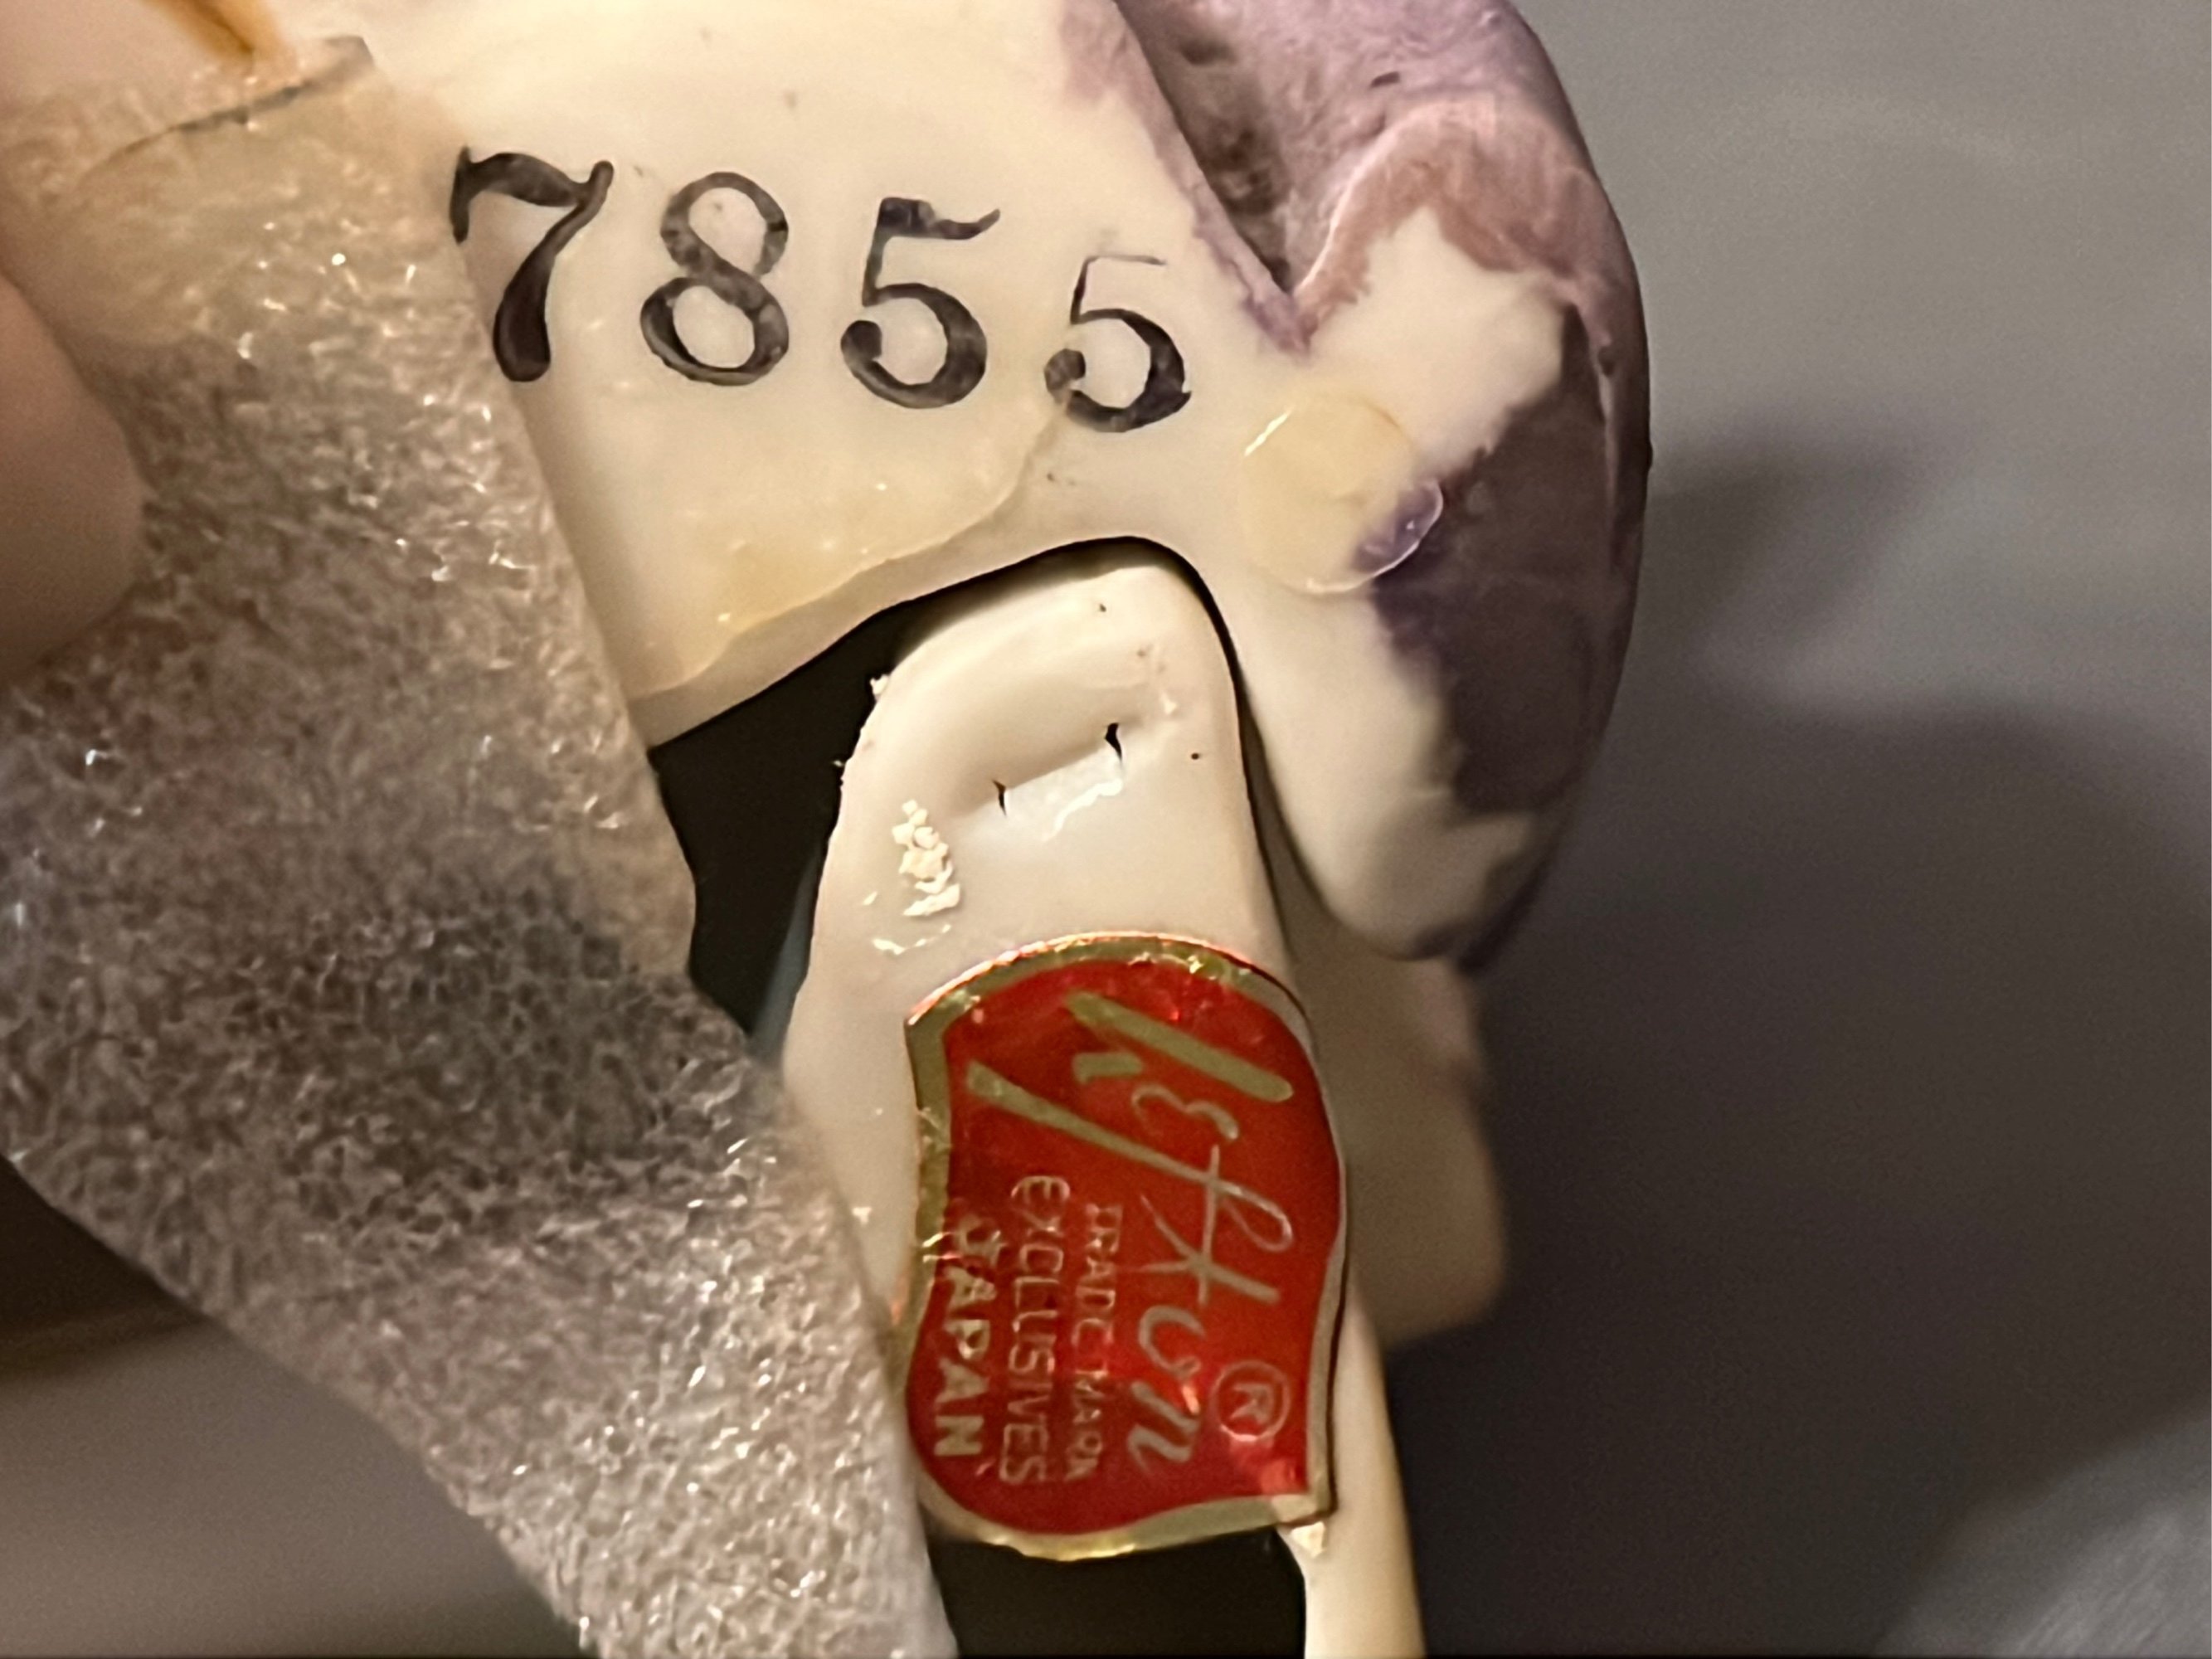 7855
Lefton ®
TRADE MARK
EXCLUSIVES
JAPAN